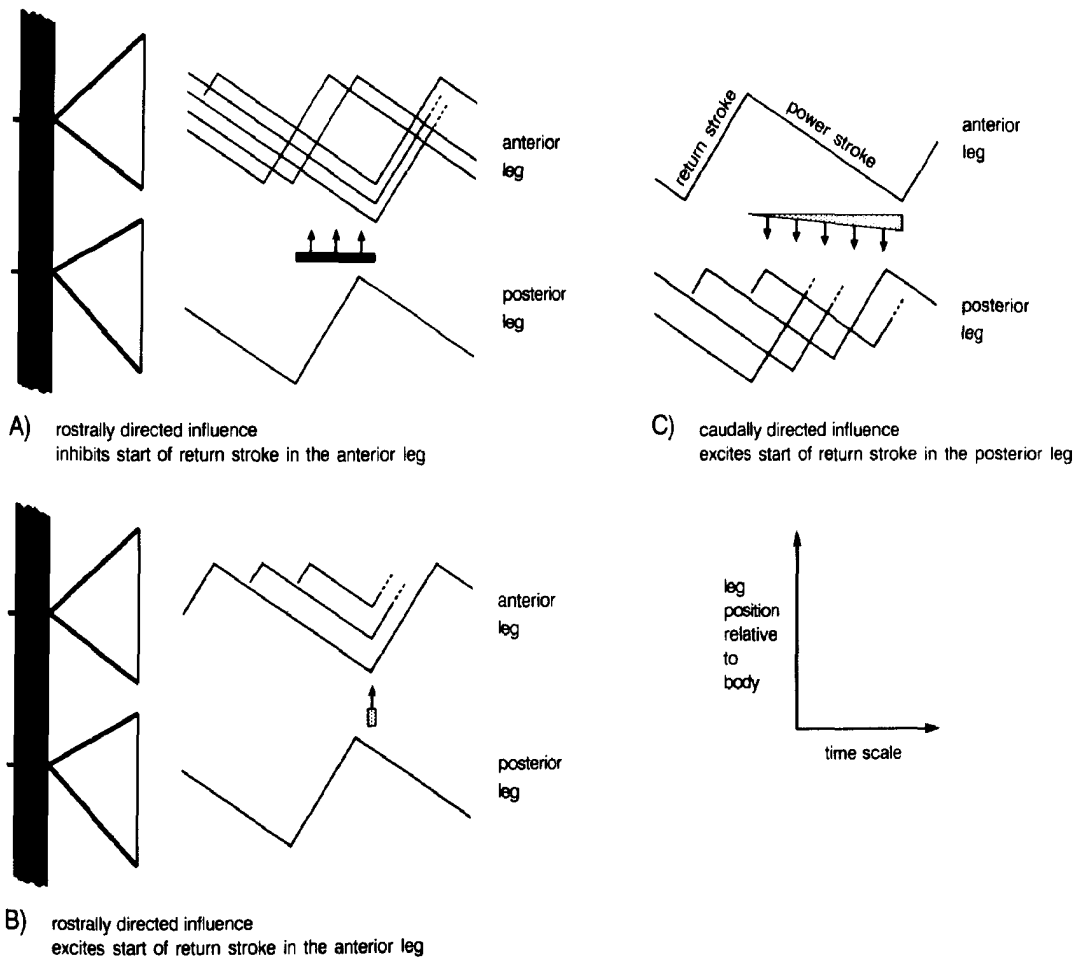 anterior
leg
posterior
leg
A) rostrally directed influence
inhibits start of return stroke in the anterior leg
return stroke
power stroke
anterior
leg
posterior
leg
C) caudally directed influence
excites start of return stroke in the posterior leg
anterior
leg
posterior
leg
B) rostrally directed influence
excites start of return stroke in the anterior leg
leg
position
relative
to
body
time scale